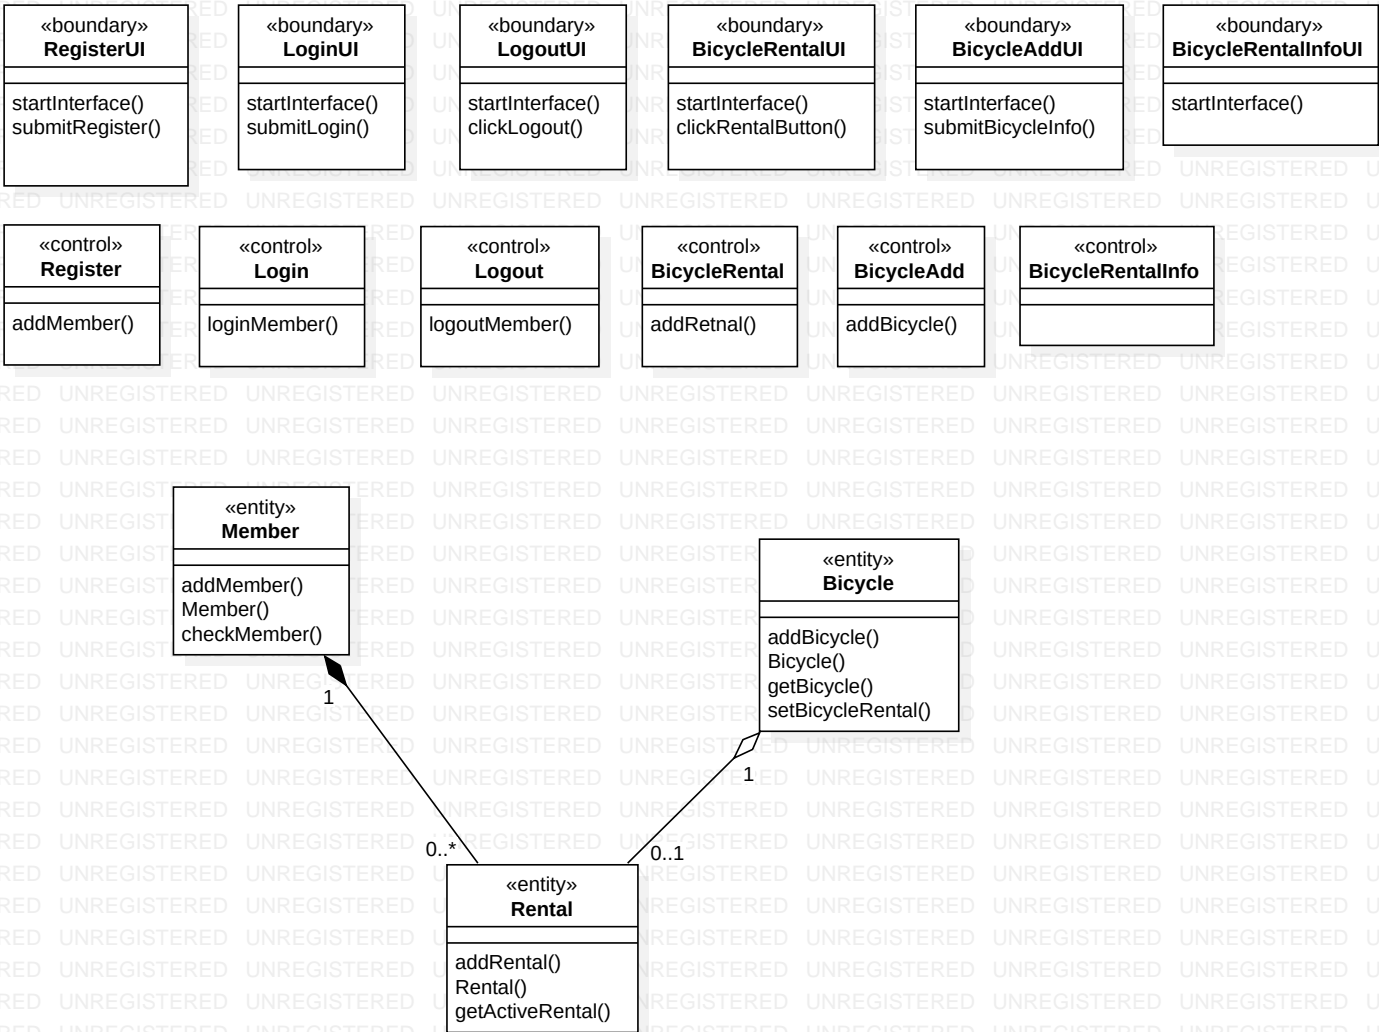 «boundary»
RegisterUI
startInterface()
submitRegister()
«boundary»
LoginUI
startInterface()
submitLogin()
«boundary»
LogoutUI
startInterface()
clickLogout()
«boundary»
BicycleRentalUI
startInterface()
clickRentalButton()
«boundary»
BicycleAddUI
startInterface()
submitBicycleInfo()
«boundary»
BicycleRentalInfoUI
startInterface()
«control»
Register
addMember()
«control»
Login
loginMember()
«control»
Logout
logoutMember()
«control»
BicycleRental
addRetnal()
«control»
BicycleAdd
addBicycle()
«control»
BicycleRentalInfo
«entity»
Member
addMember()
Member()
checkMember()
«entity»
Bicycle
addBicycle()
Bicycle()
getBicycle()
setBicycleRental()
1
1
0..*
0..1
«entity»
Rental
addRental()
Rental()
getActiveRental()
UNREGISTERED